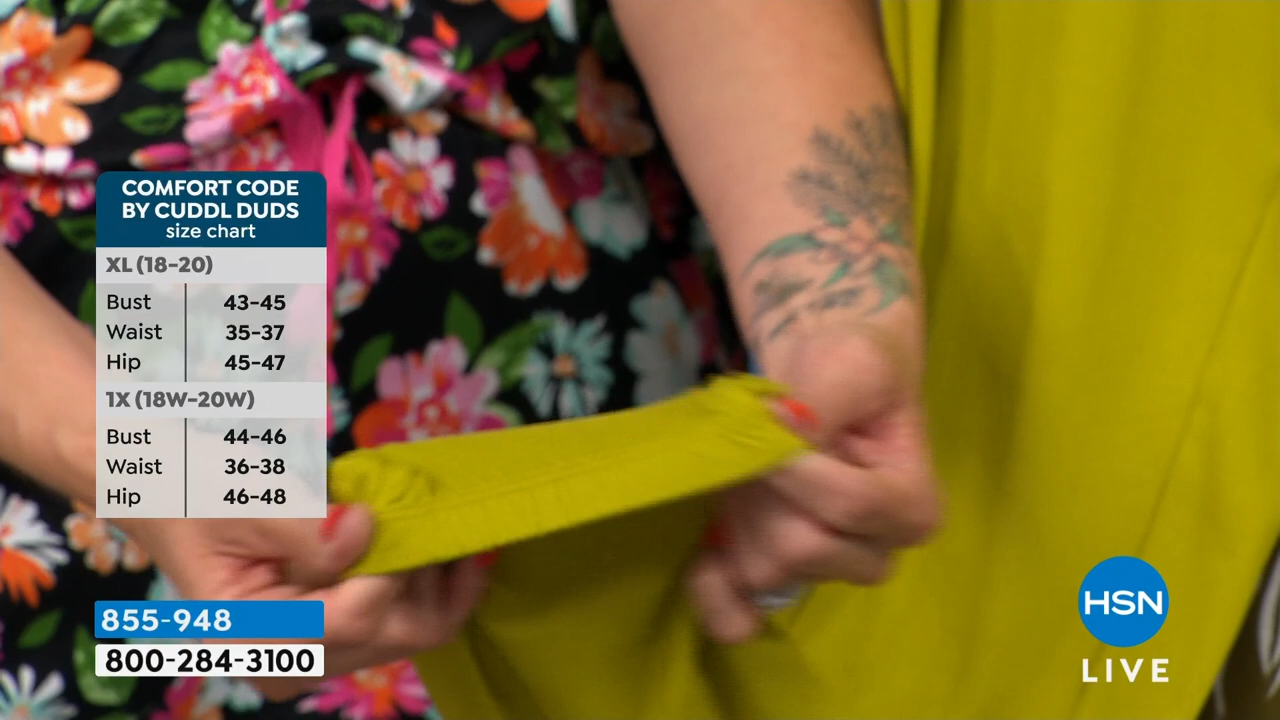 COMFORT CODE
BY CUDDL DUDS
size chart
XL (18-20)
Bust 43-45
Waist 35-37
Hip 45-47
1X (18W-20W)
Bust 44-46
Waist 36-38
Hip 46-48
855-948
800-284-3100
HSN
LIVE